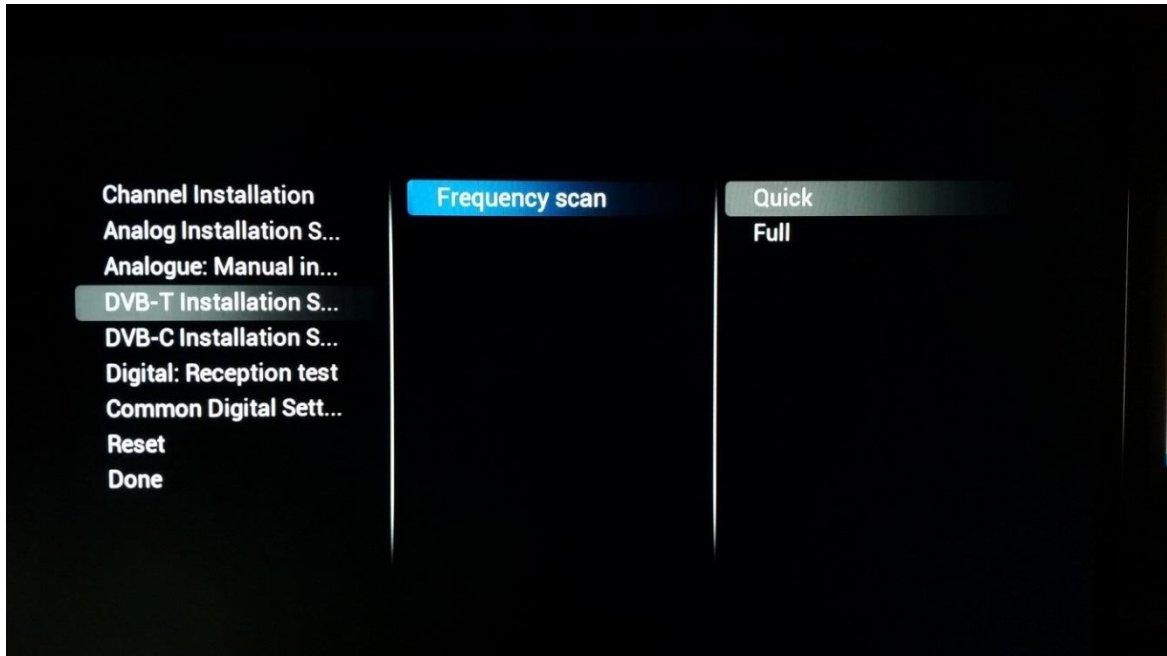 Channel Installation
Analog Installation S...
Analogue: Manual in...
DVB-T Installation S...
DVB-C Installation S...
Digital: Reception test
Common Digital Sett...
Reset
Done
Frequency scan
Quick
Full